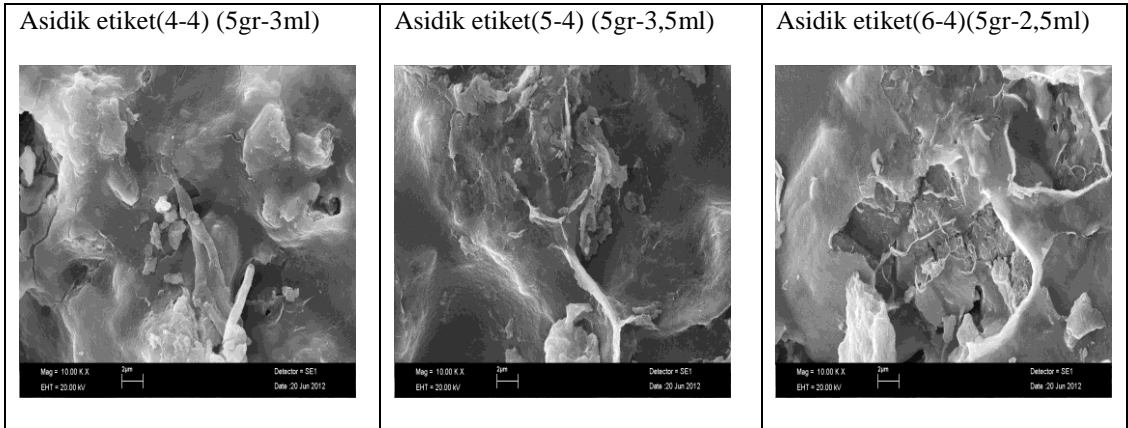 Asidik etiket(4-4) (5gr-3ml)
Mag = 10.00 K X
2µm
Detector = SE1
EHT = 20.00 kV
Date :20 Jun 2012
Asidik etiket(5-4) (5gr-3,5ml)
Mag = 10.00 K X
2µm
Detector = SE1
EHT = 20.00 kV
Date :20 Jun 2012
Asidik etiket(6-4)(5gr-2,5ml)
Mag = 10.00 K X
2µm
Detector = SE1
EHT = 20.00 kV
Date :20 Jun 2012